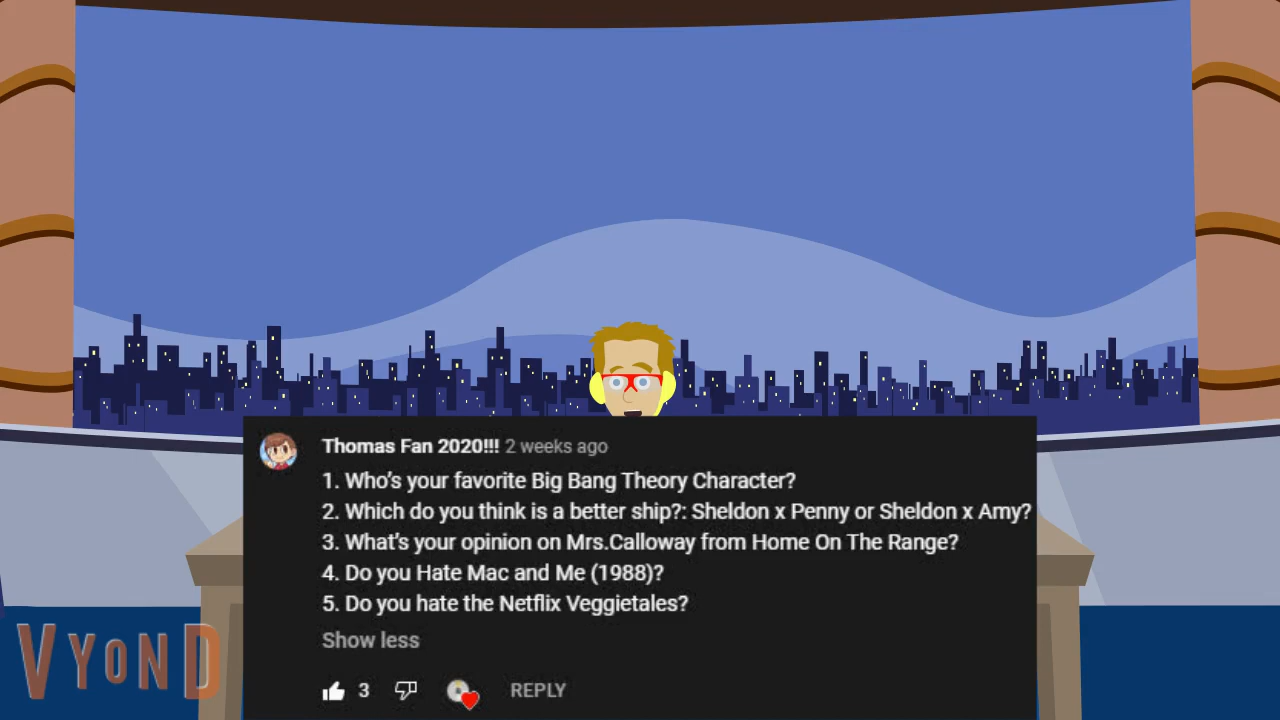 Thomas Fan 2020!!! 2 weeks ago
1. Who's your favorite Big Bang Theory Character?
2. Which do you think is a better ship?: Sheldon x Penny or Sheldon x Amy?
3. What's your opinion on Mrs.Calloway from Home On The Range?
4. Do you Hate Mac and Me (1988)?
5. Do you hate the Netflix Veggietales?
Show less
3 REPLY
VYOND